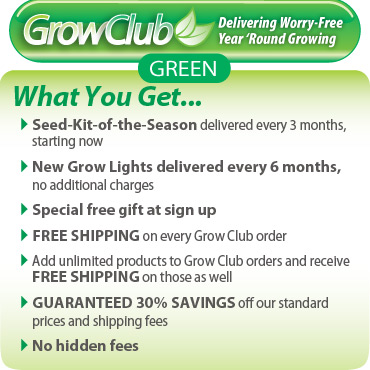 GrowClub
Delivering Worry-Free
Year ‘Round Growing
GREEN
What You Get...
Seed-Kit-of-the-Season delivered every 3 months,
starting now
New Grow Lights delivered every 6 months,
no additional charges
Special free gift at sign up
FREE SHIPPING on every Grow Club order
Add unlimited products to Grow Club orders and receive
FREE SHIPPING on those as well
GUARANTEED 30% SAVINGS off our standard
prices and shipping fees
No hidden fees